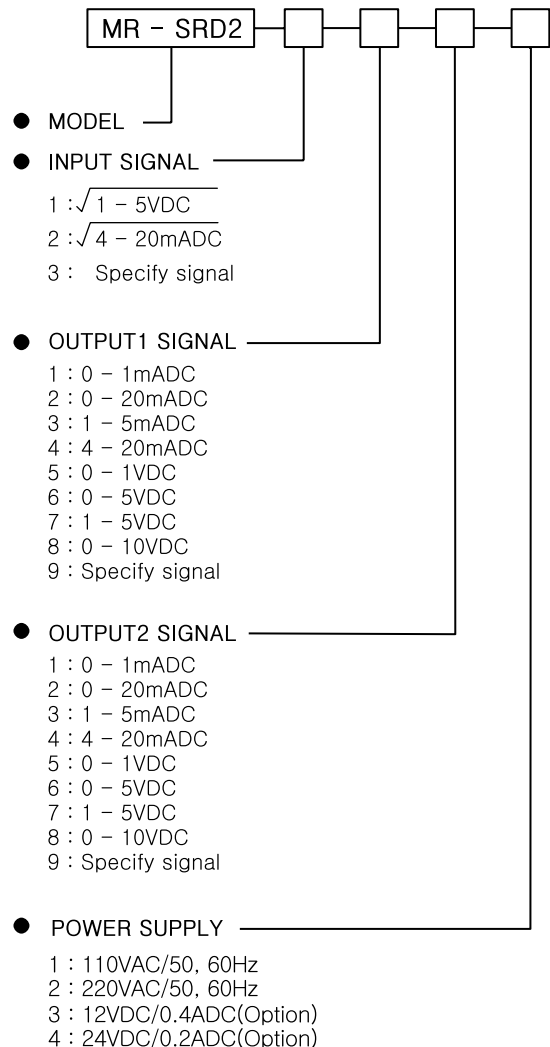 MR - SRD2
● MODEL
● INPUT SIGNAL
1 : √1 - 5VDC
2 : √4 - 20mADC
3 : Specify signal
● OUTPUT1 SIGNAL
1 : 0 - 1mADC
2 : 0 - 20mADC
3 : 1 - 5mADC
4 : 4 - 20mADC
5 : 0 - 1VDC
6 : 0 - 5VDC
7 : 1 - 5VDC
8 : 0 - 10VDC
9 : Specify signal
● OUTPUT2 SIGNAL
1 : 0 - 1mADC
2 : 0 - 20mADC
3 : 1 - 5mADC
4 : 4 - 20mADC
5 : 0 - 1VDC
6 : 0 - 5VDC
7 : 1 - 5VDC
8 : 0 - 10VDC
9 : Specify signal
● POWER SUPPLY
1 : 110VAC/50, 60Hz
2 : 220VAC/50, 60Hz
3 : 12VDC/0.4ADC(Option)
4 : 24VDC/0.2ADC(Option)